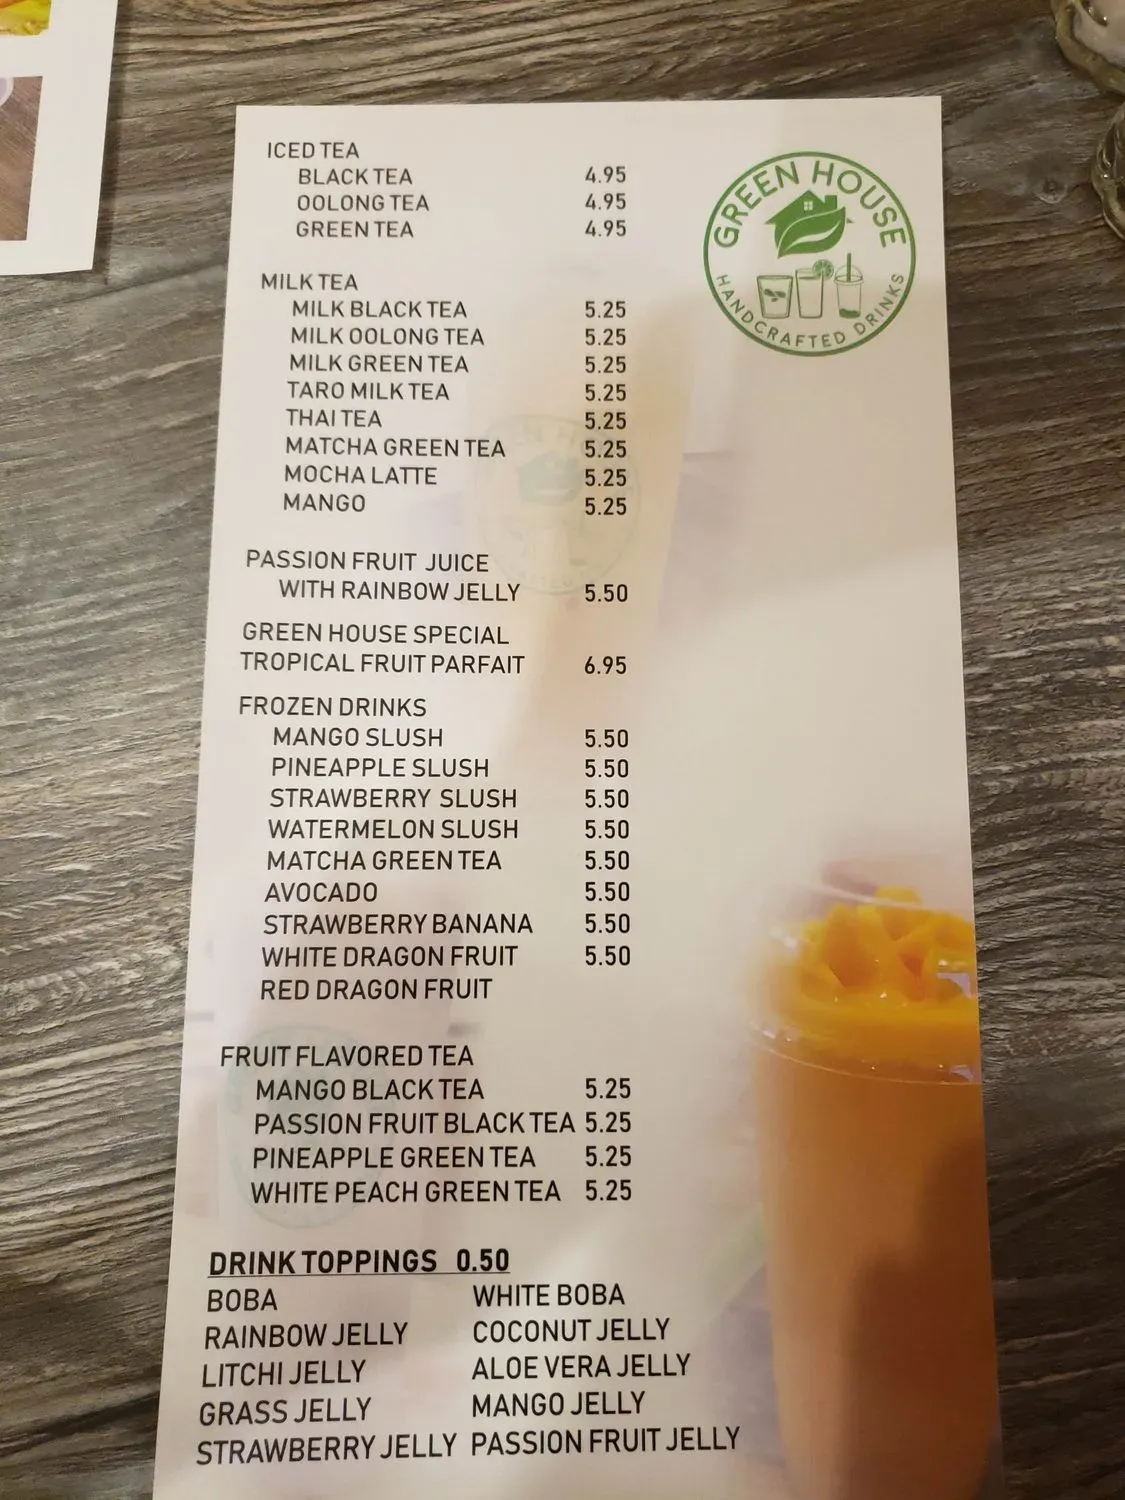 GREEN HOUSE
HANDCRAFTED DRINKS
ICED TEA
BLACK TEA 4.95
OOLONG TEA 4.95
GREEN TEA 4.95
MILK TEA
MILK BLACK TEA 5.25
MILK OOLONG TEA 5.25
MILK GREEN TEA 5.25
TARO MILK TEA 5.25
THAI TEA 5.25
MATCHA GREEN TEA 5.25
MOCHA LATTE 5.25
MANGO 5.25
PASSION FRUIT JUICE
WITH RAINBOW JELLY 5.50
GREEN HOUSE SPECIAL
TROPICAL FRUIT PARFAIT 6.95
FROZEN DRINKS
MANGO SLUSH 5.50
PINEAPPLE SLUSH 5.50
STRAWBERRY SLUSH 5.50
WATERMELON SLUSH 5.50
MATCHA GREEN TEA 5.50
AVOCADO 5.50
STRAWBERRY BANANA 5.50
WHITE DRAGON FRUIT 5.50
RED DRAGON FRUIT
FRUIT FLAVORED TEA
MANGO BLACK TEA 5.25
PASSION FRUIT BLACK TEA 5.25
PINEAPPLE GREEN TEA 5.25
WHITE PEACH GREEN TEA 5.25
DRINK TOPPINGS 0.50
BOBA WHITE BOBA
RAINBOW JELLY COCONUT JELLY
LITCHI JELLY ALOE VERA JELLY
GRASS JELLY MANGO JELLY
STRAWBERRY JELLY PASSION FRUIT JELLY